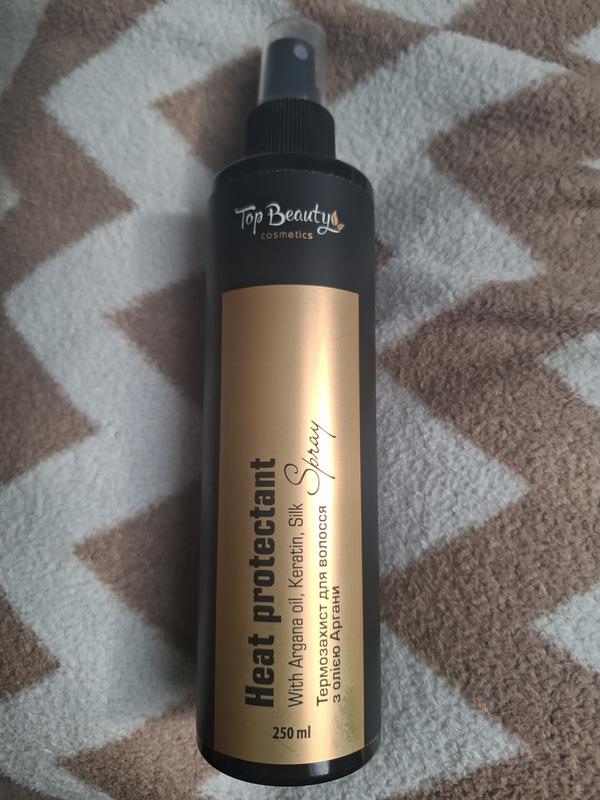 Top Beauty
cosmetics
Heat protectant
With Argana oil, Keratin, Silk
Spray
Термозахист для волосся
з олією Аргани
250 ml